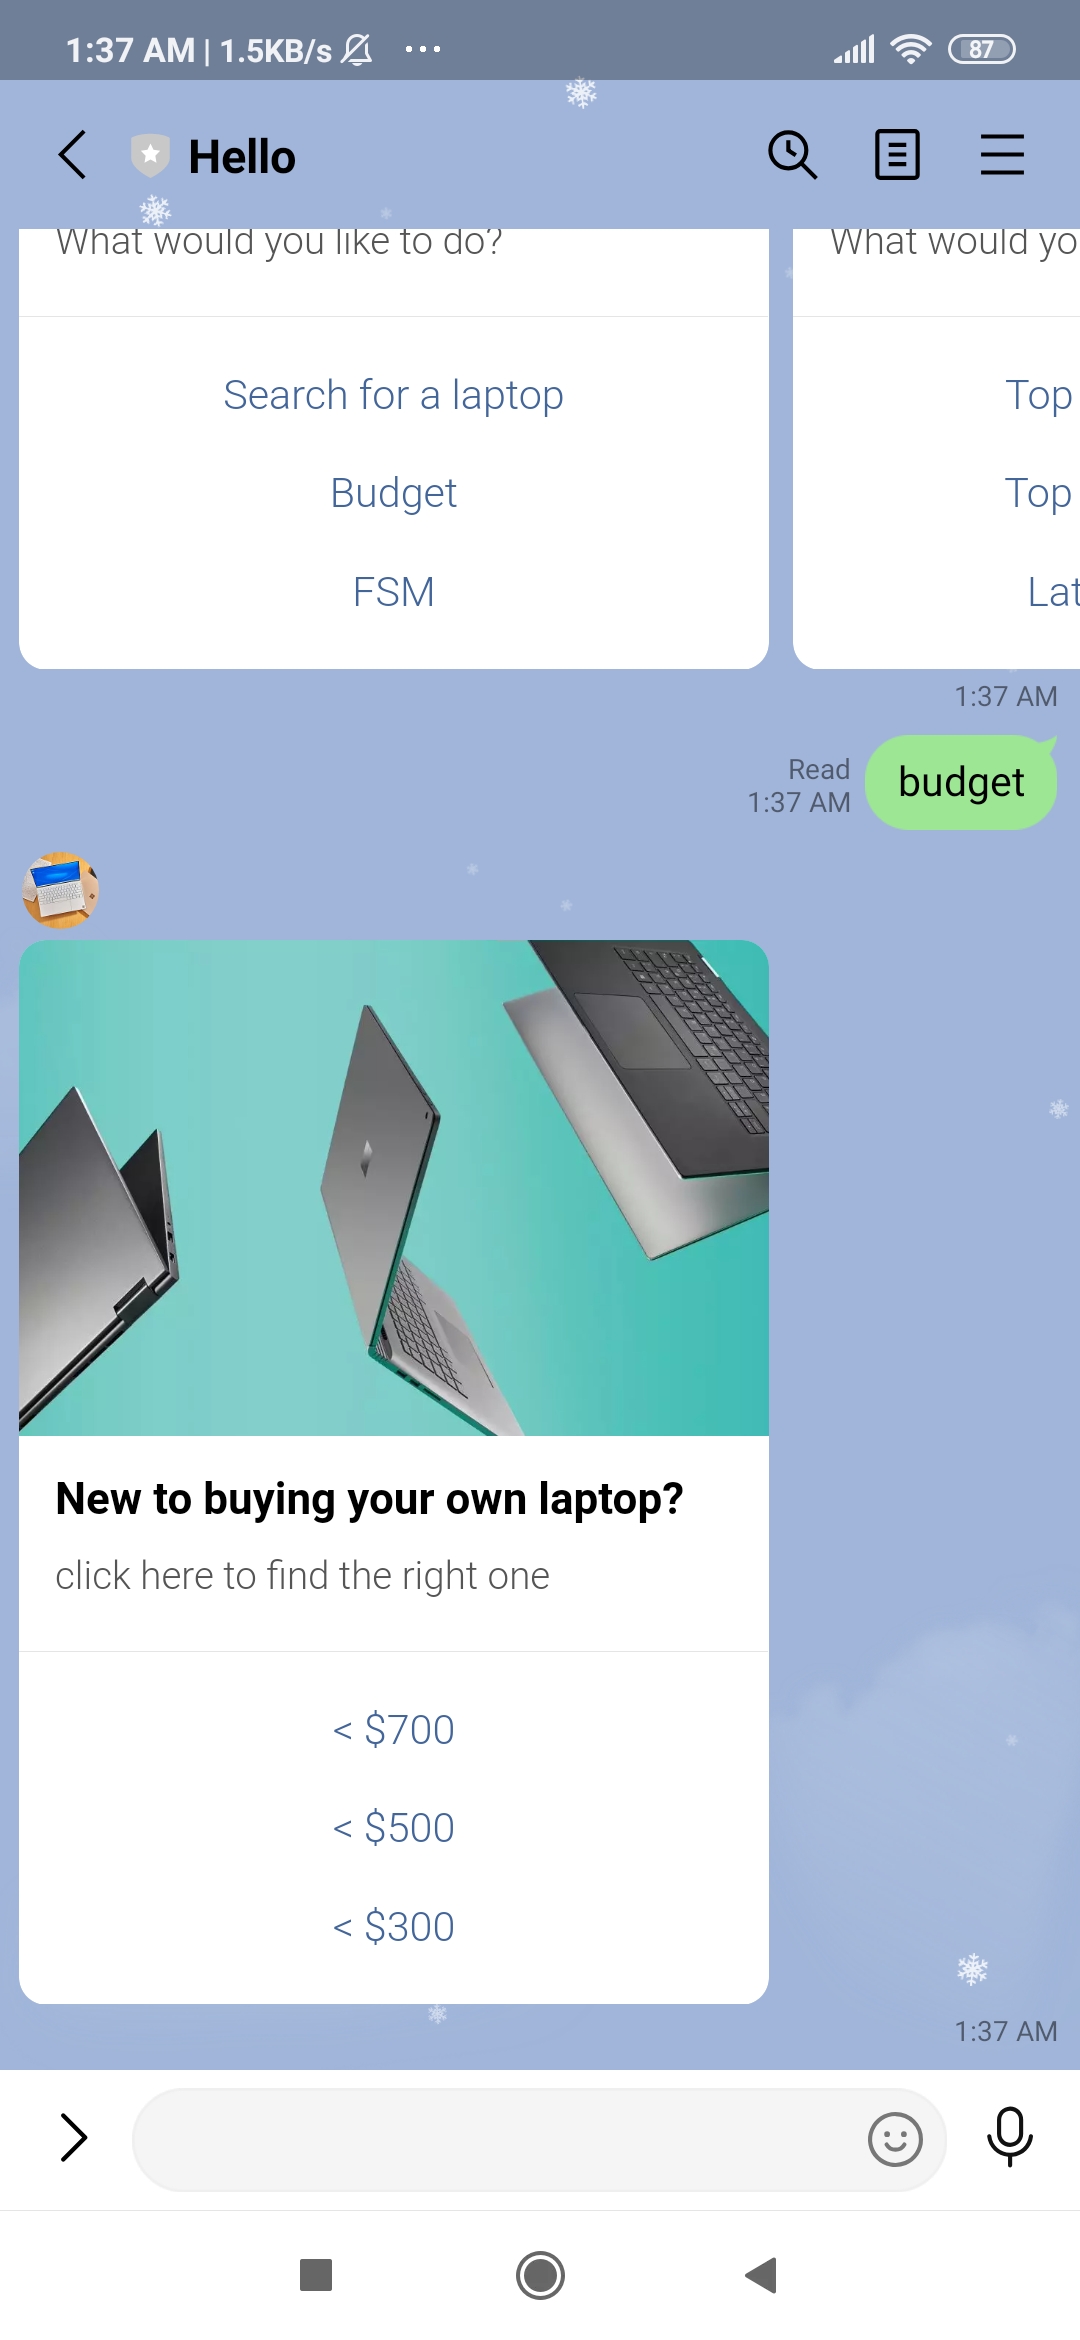 1:37 AM | 1.5KB/s ...
87
Hello
What would you like to do?
Search for a laptop
Budget
FSM
What would yo
Top
Top
Lat
1:37 AM
Read
1:37 AM
budget
New to buying your own laptop?
click here to find the right one
< $700
< $500
< $300
1:37 AM